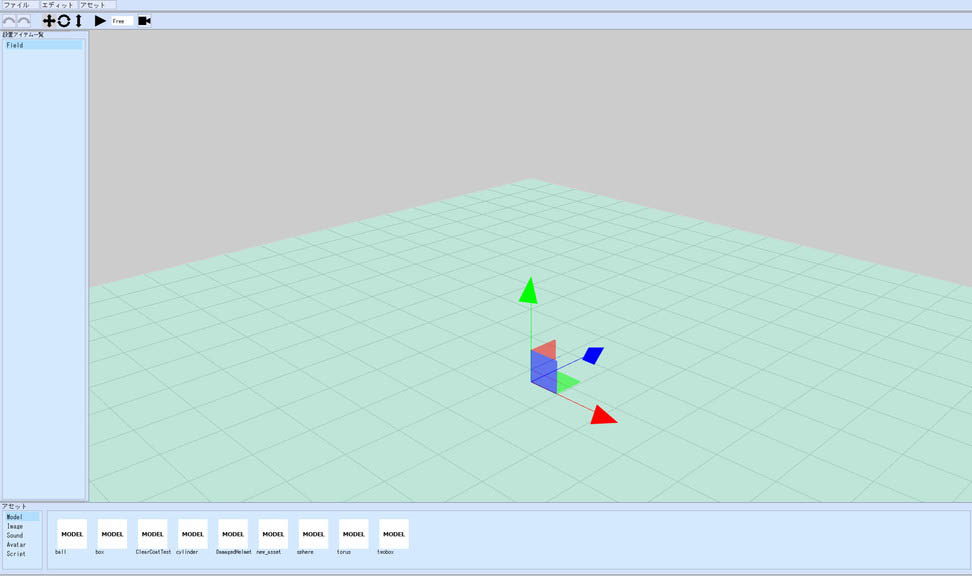 ファイル エディット アセット
Free
設置アイテム一覧
Field
アセット
Model
Image
Sound
Avatar
Script
MODEL MODEL MODEL MODEL MODEL MODEL MODEL MODEL MODEL
ball box ClearCoatTest cylinder DamagedHelmet new_asset sphere torus twobox